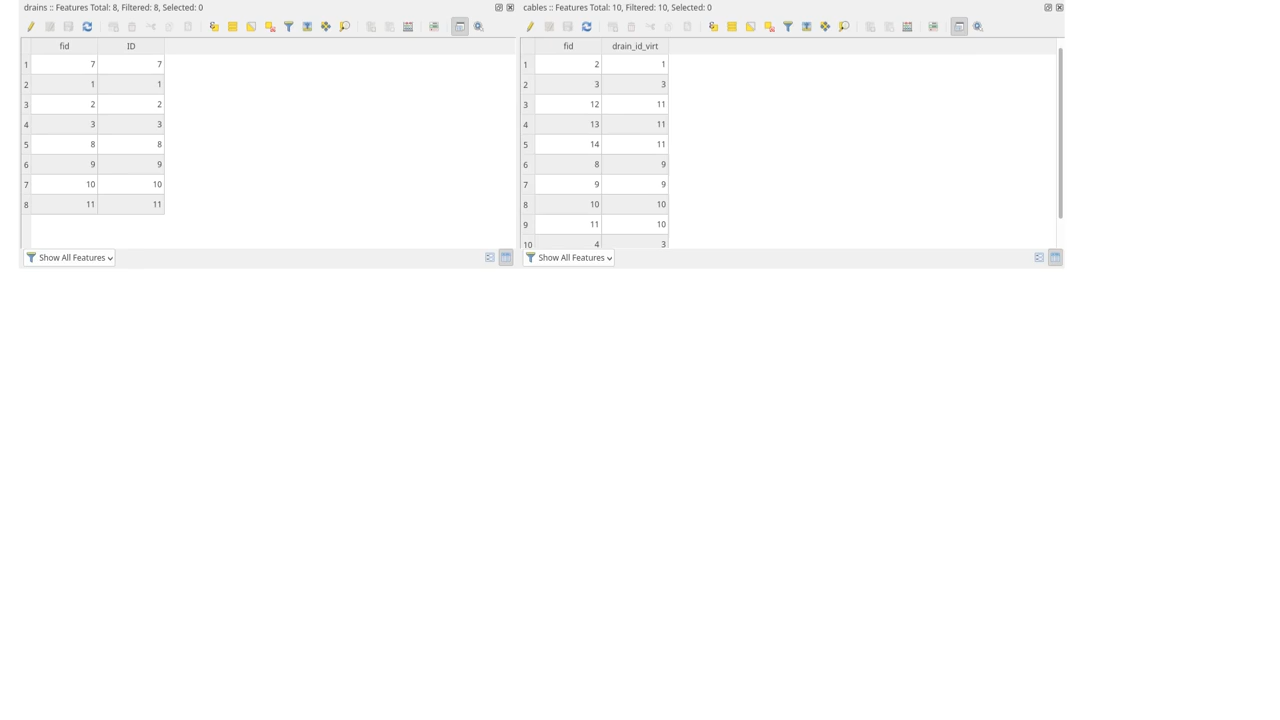 drains :: Features Total: 8, Filtered: 8, Selected: 0
fid ID
1 7 7
2 1 1
3 2 2
4 3 3
5 8 8
6 9 9
7 10 10
8 11 11
Show All Features
cables :: Features Total: 10, Filtered: 10, Selected: 0
fid drain_id_virt
1 2 1
2 3 3
3 12 11
4 13 11
5 14 11
6 8 9
7 9 9
8 10 10
9 11 10
10 4 3
Show All Features